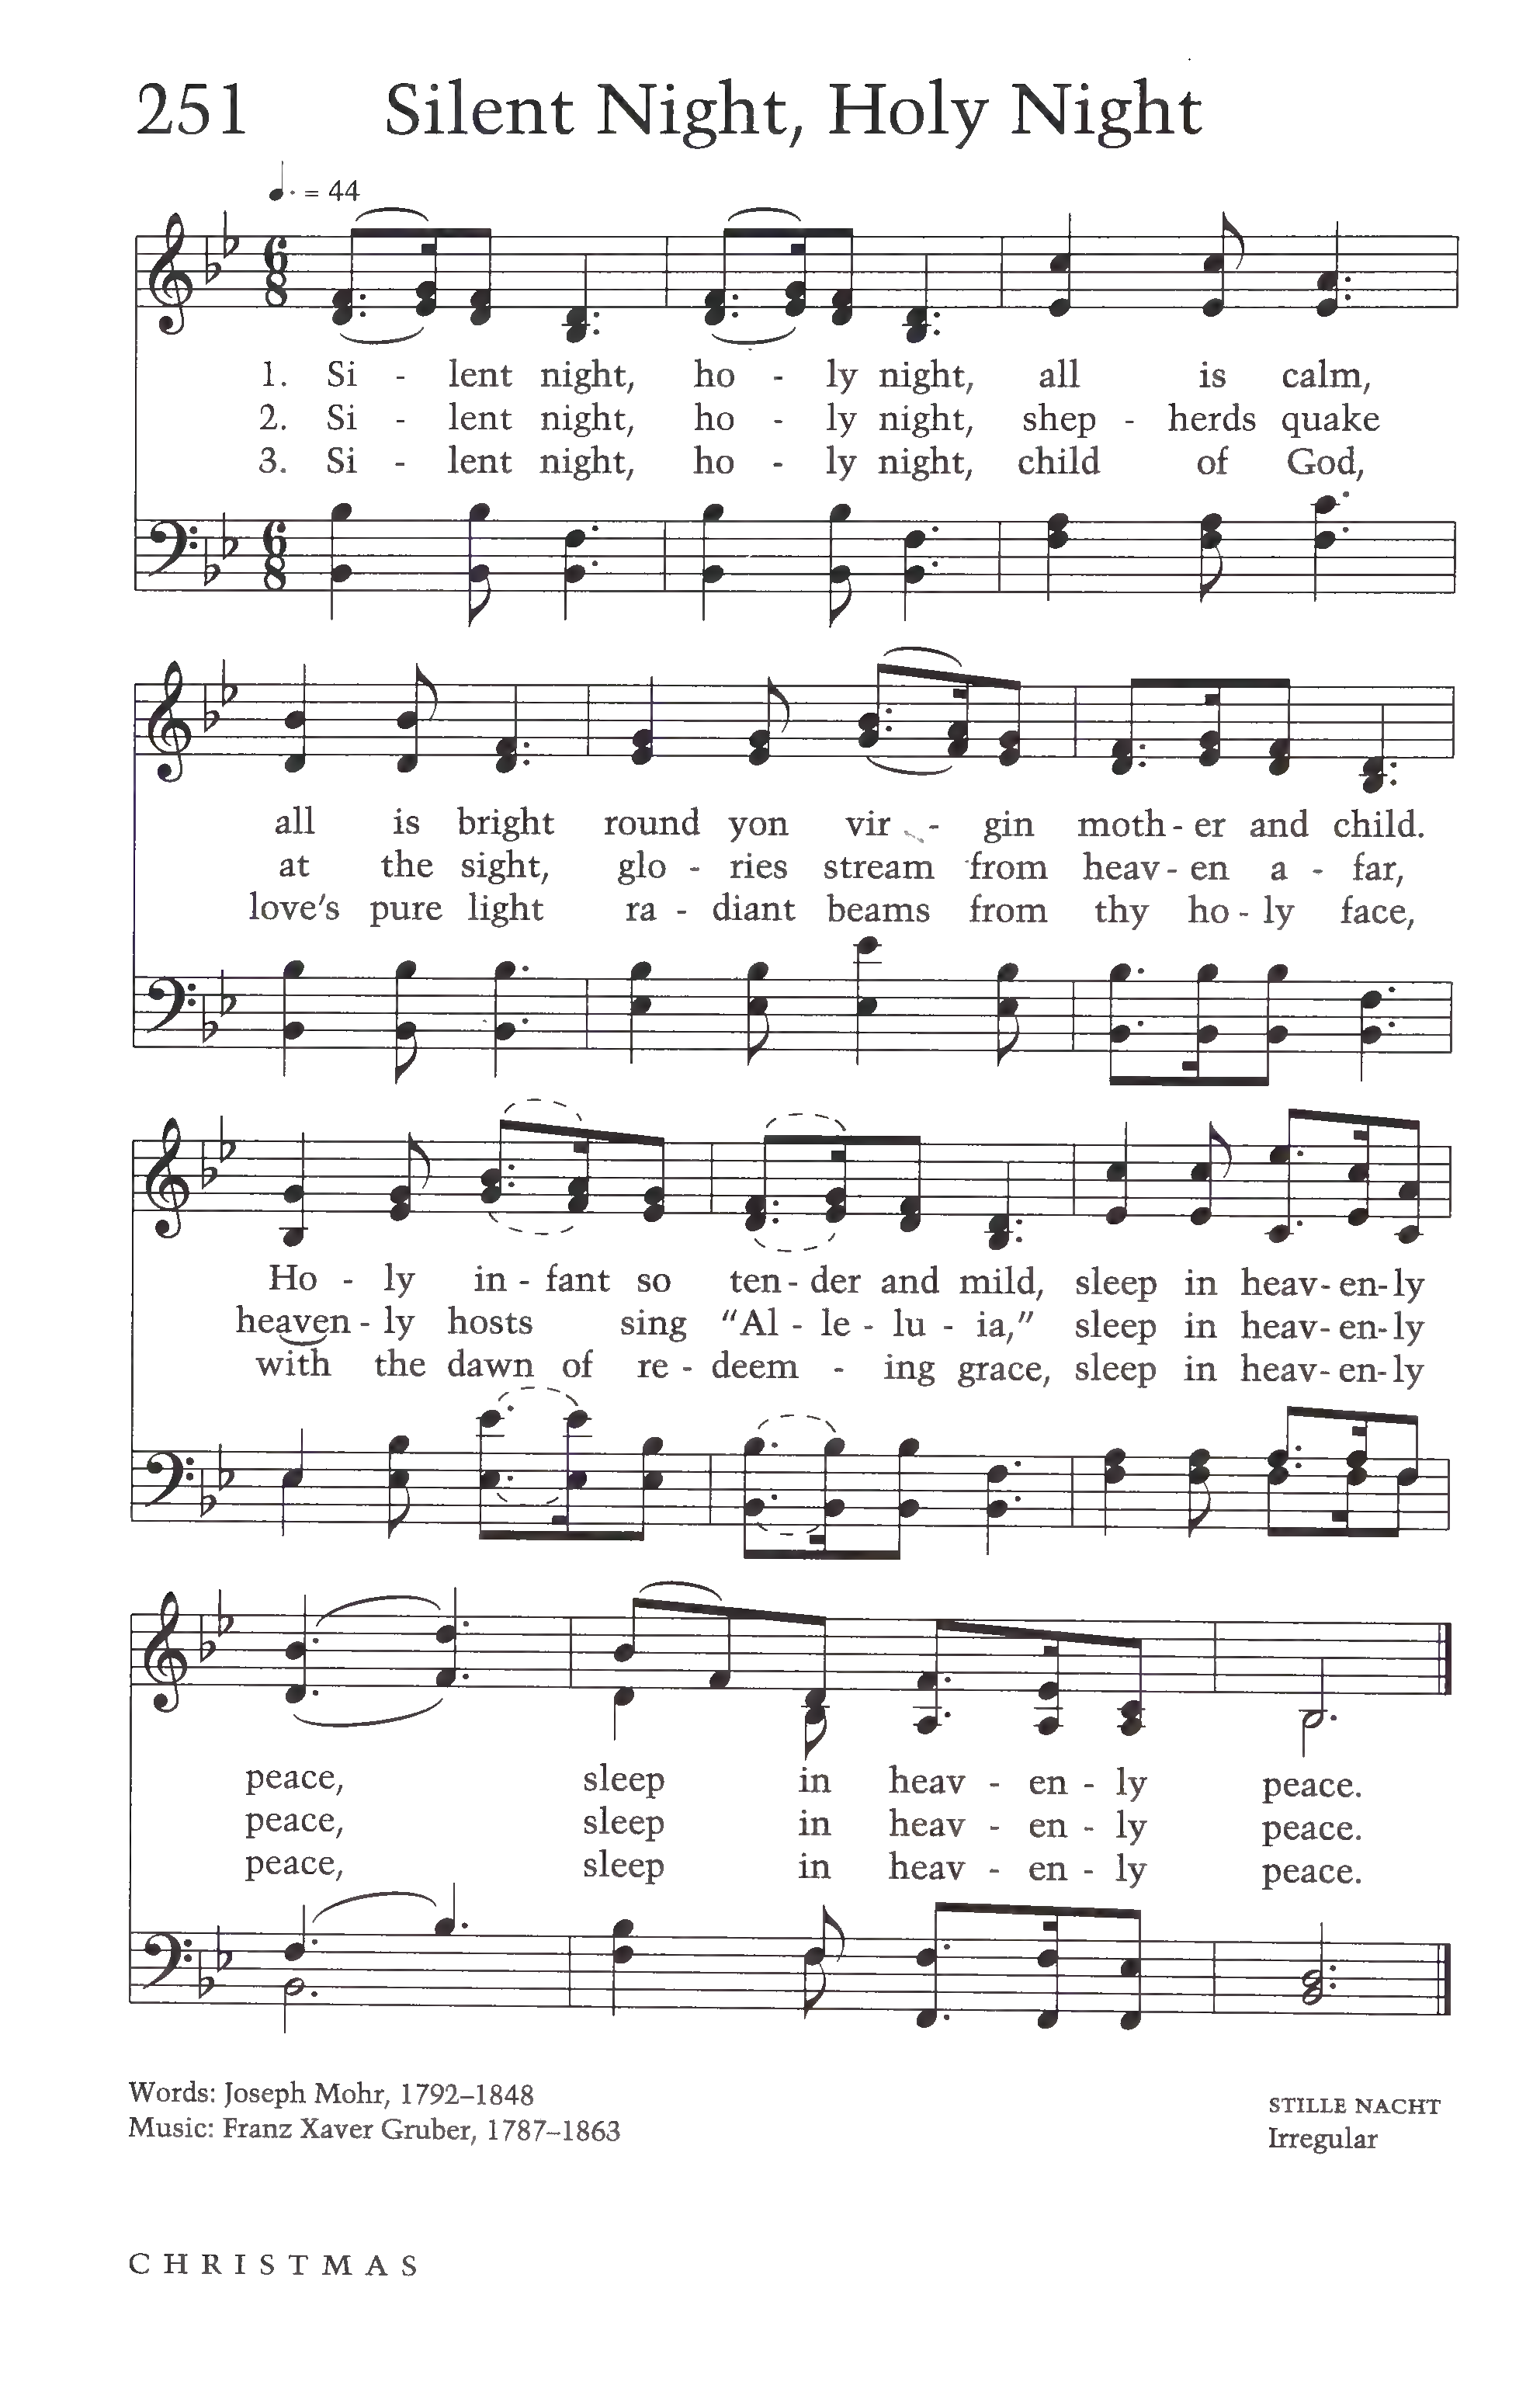 251 Silent Night, Holy Night
♩. = 44
1. Si - lent night, ho - ly night, all is calm,
2. Si - lent night, ho - ly night, shep - herds quake
3. Si - lent night, ho - ly night, child of God,
all is bright round yon vir - gin moth - er and child.
at the sight, glo - ries stream from heav - en a - far,
love's pure light ra - diant beams from thy ho - ly face,
Ho - ly in - fant so ten - der and mild, sleep in heav - en - ly
heaven - ly hosts sing "Al - le - lu - ia," sleep in heav - en - ly
with the dawn of re - deem - ing grace, sleep in heav - en - ly
peace, sleep in heav - en - ly peace.
peace, sleep in heav - en - ly peace.
peace, sleep in heav - en - ly peace.
Words: Joseph Mohr, 1792–1848
Music: Franz Xaver Gruber, 1787–1863
STILLE NACHT
Irregular
CHRISTMAS